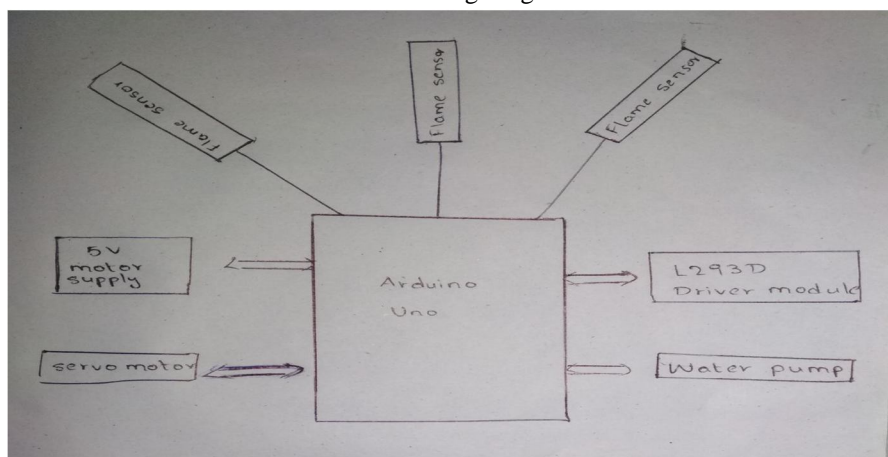 Flame sensor
Flame sensor
Flame sensor
5V
motor
supply
Arduino
Uno
L293D
Driver module
servo motor
Water pump